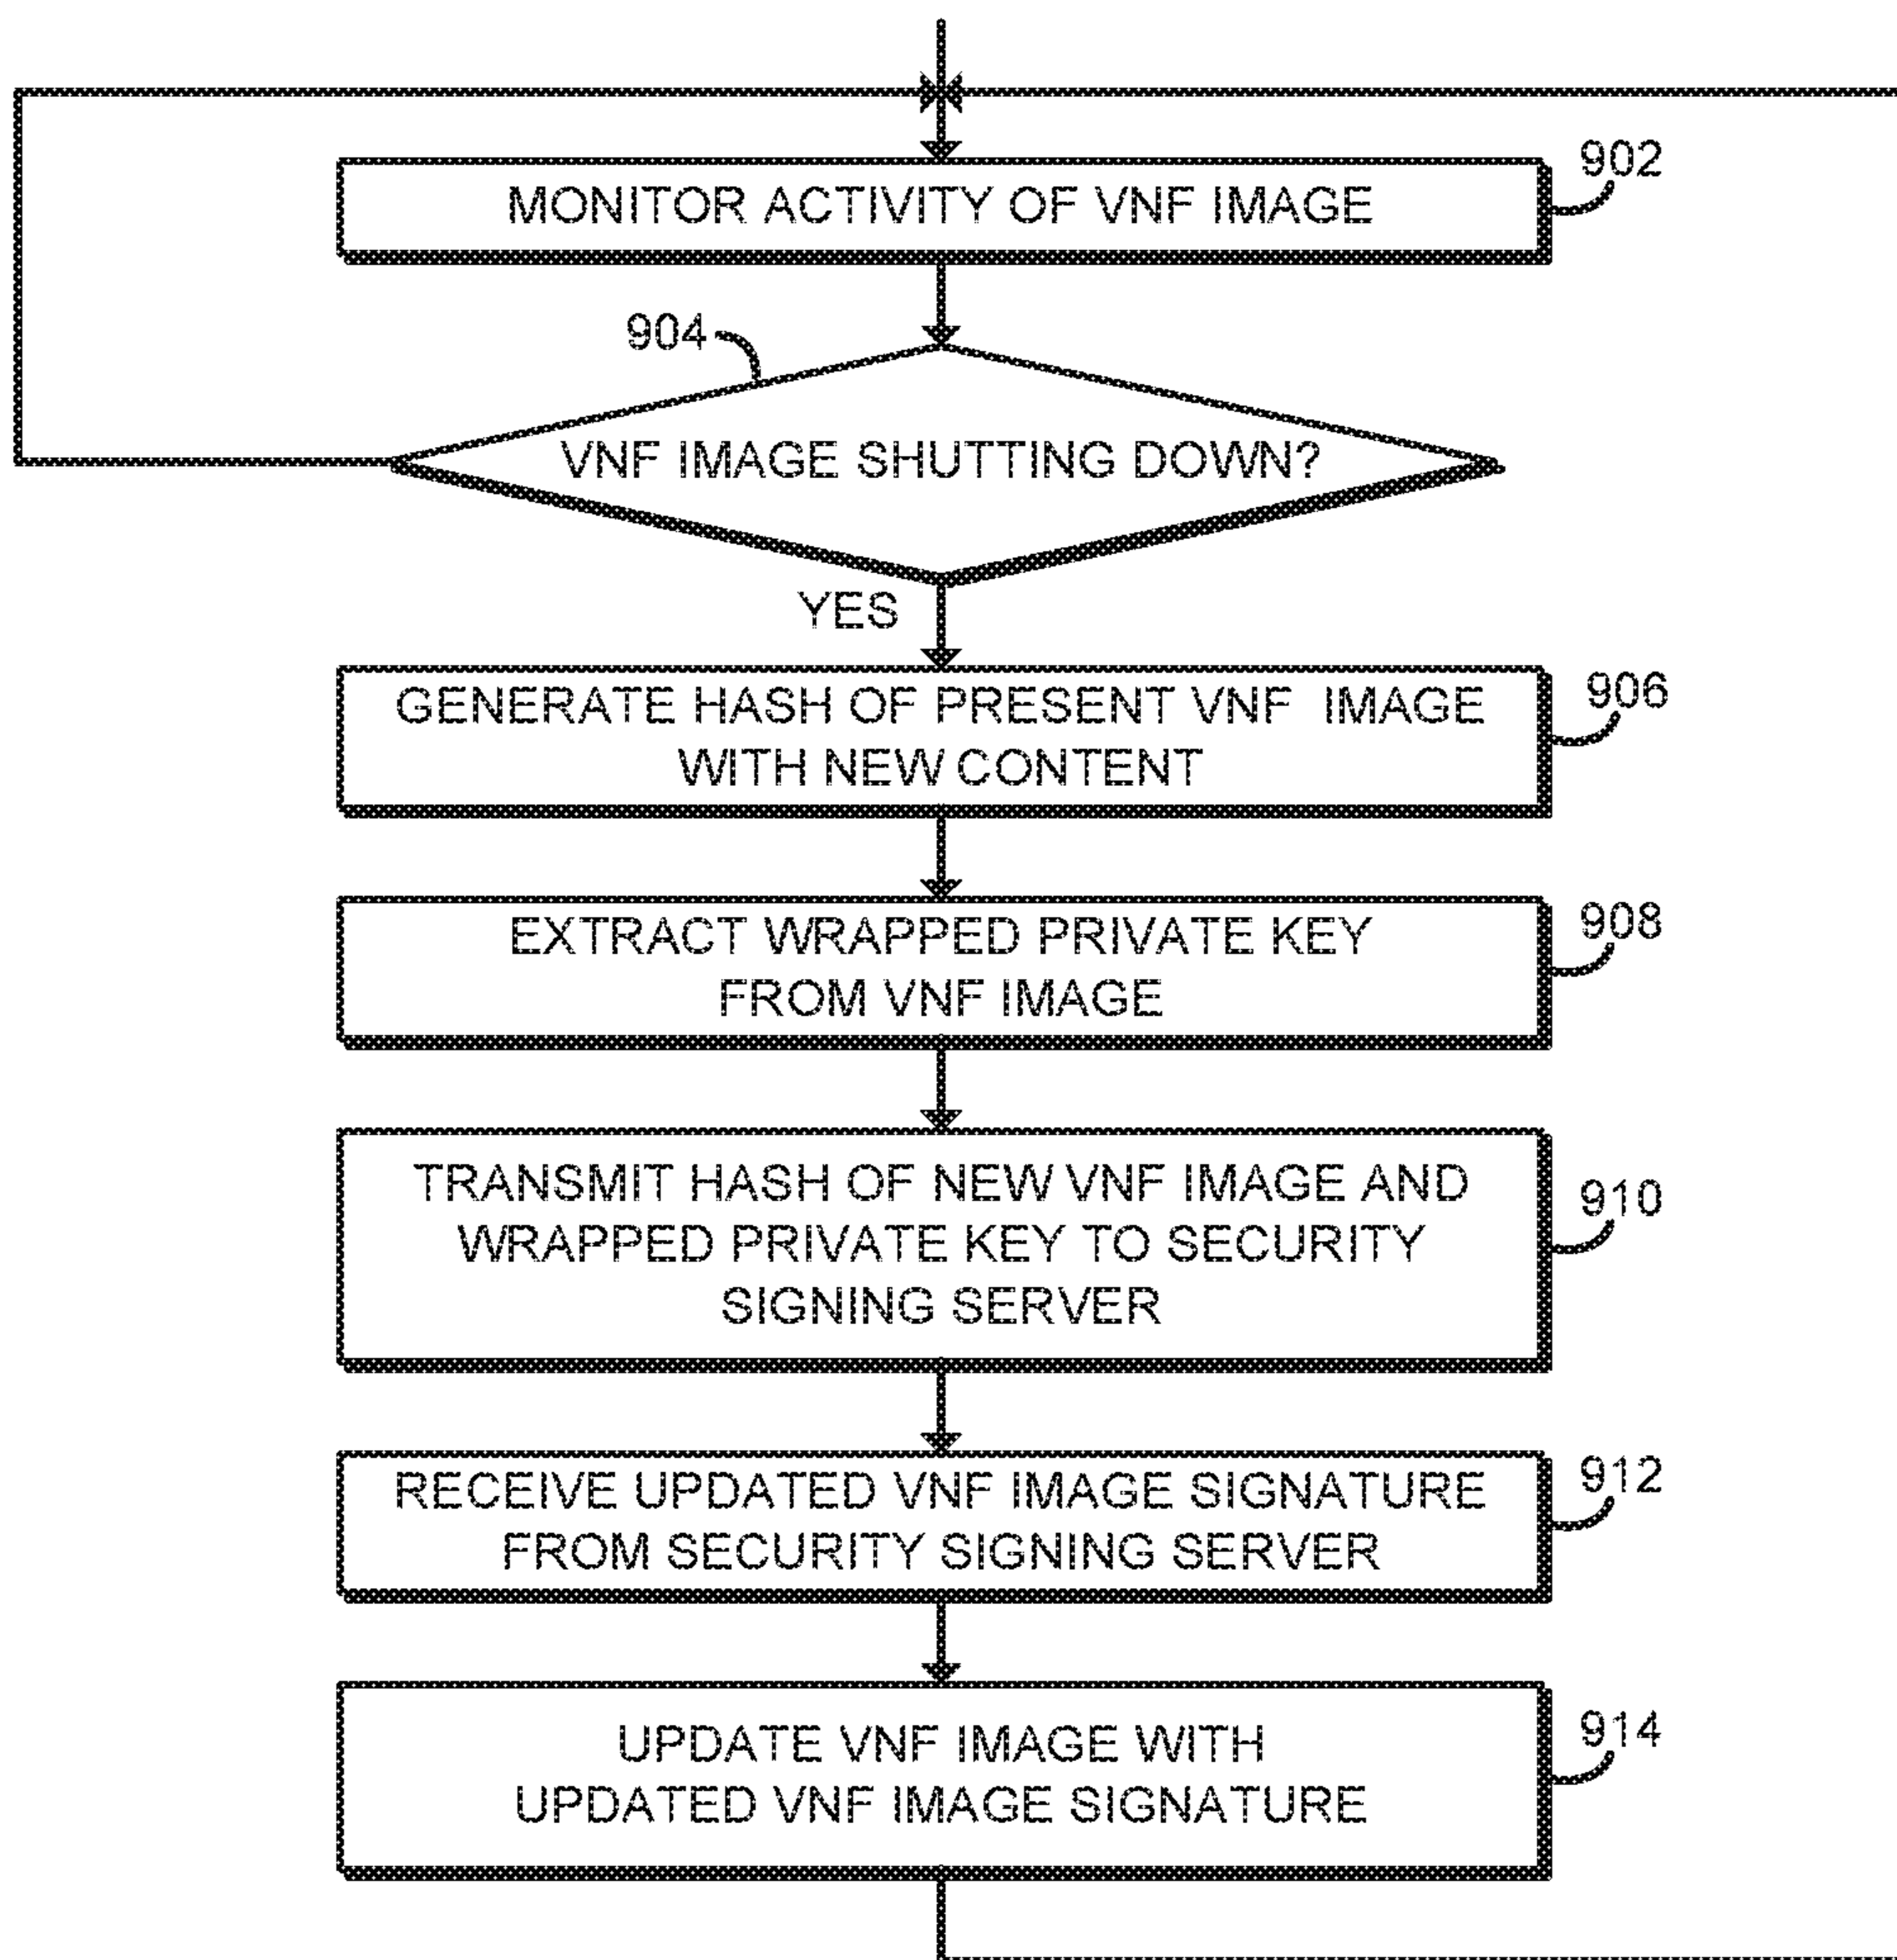 902
MONITOR ACTIVITY OF VNF IMAGE
904
VNF IMAGE SHUTTING DOWN?
YES
GENERATE HASH OF PRESENT VNF IMAGE
WITH NEW CONTENT
906
EXTRACT WRAPPED PRIVATE KEY
FROM VNF IMAGE
908
TRANSMIT HASH OF NEW VNF IMAGE AND
WRAPPED PRIVATE KEY TO SECURITY
SIGNING SERVER
910
RECEIVE UPDATED VNF IMAGE SIGNATURE
FROM SECURITY SIGNING SERVER
912
UPDATE VNF IMAGE WITH
UPDATED VNF IMAGE SIGNATURE
914